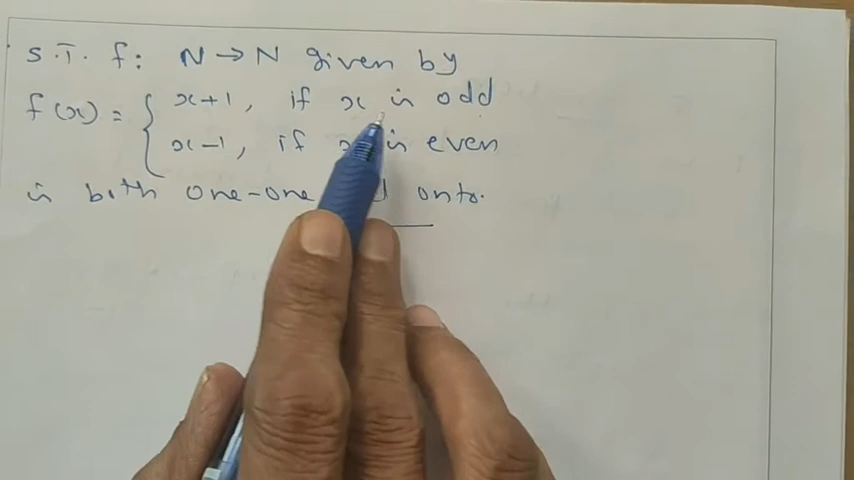 S.T. f: N → N given by
f(x) = { x+1, if x is odd
x-1, if x is even
is both one-one onto.